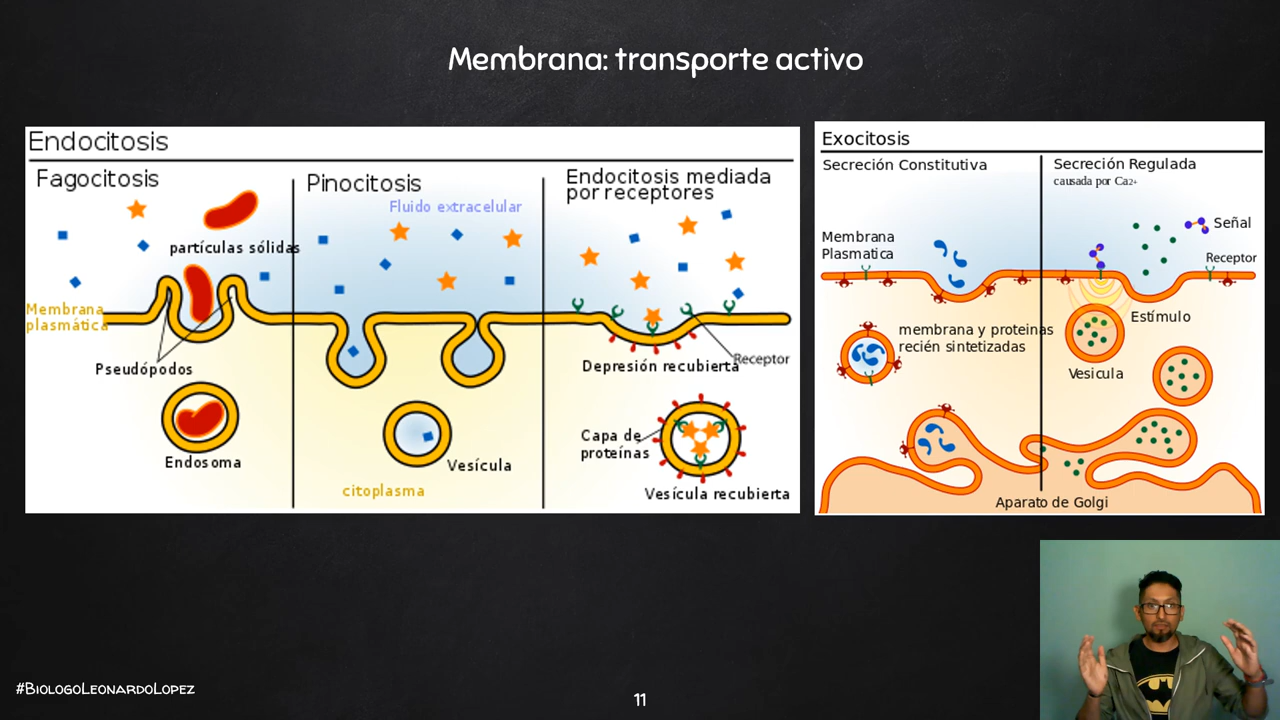 Membrana: transporte activo
Endocitosis
Fagocitosis
partículas sólidas
Membrana
plasmática
Pseudópodos
Endosoma
Pinocitosis
Fluido extracelular
Vesícula
citoplasma
Endocitosis mediada
por receptores
Depresión recubierta
Receptor
Capa de
proteínas
Vesícula recubierta
Exocitosis
Secreción Constitutiva
Membrana
Plasmatica
membrana y proteinas
recién sintetizadas
Secreción Regulada
causada por Ca2+
Señal
Receptor
Estímulo
Vesicula
Aparato de Golgi
#BiologoLeonardoLopez
11